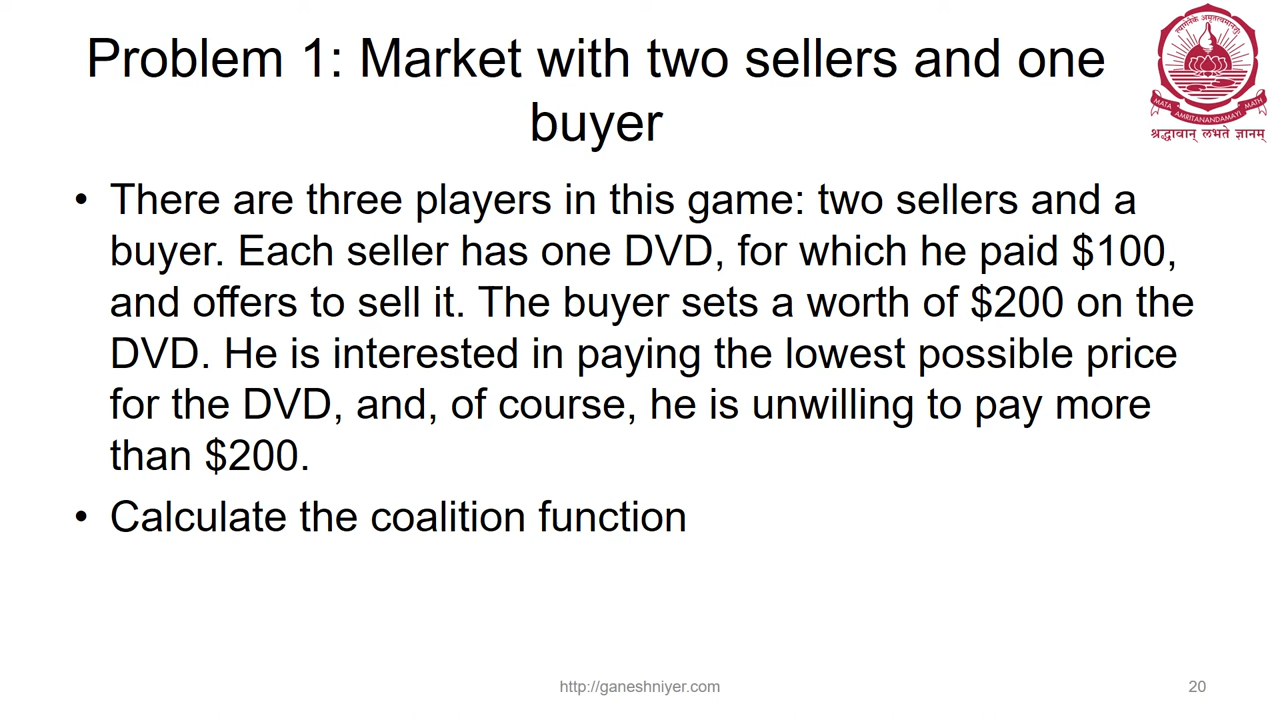 Problem 1: Market with two sellers and one
buyer
• There are three players in this game: two sellers and a
buyer. Each seller has one DVD, for which he paid $100,
and offers to sell it. The buyer sets a worth of $200 on the
DVD. He is interested in paying the lowest possible price
for the DVD, and, of course, he is unwilling to pay more
than $200.
• Calculate the coalition function
MATA AMRITANANDAMAYI MATH
श्रद्धावान् लभते ज्ञानम्
http://ganeshniyer.com
20